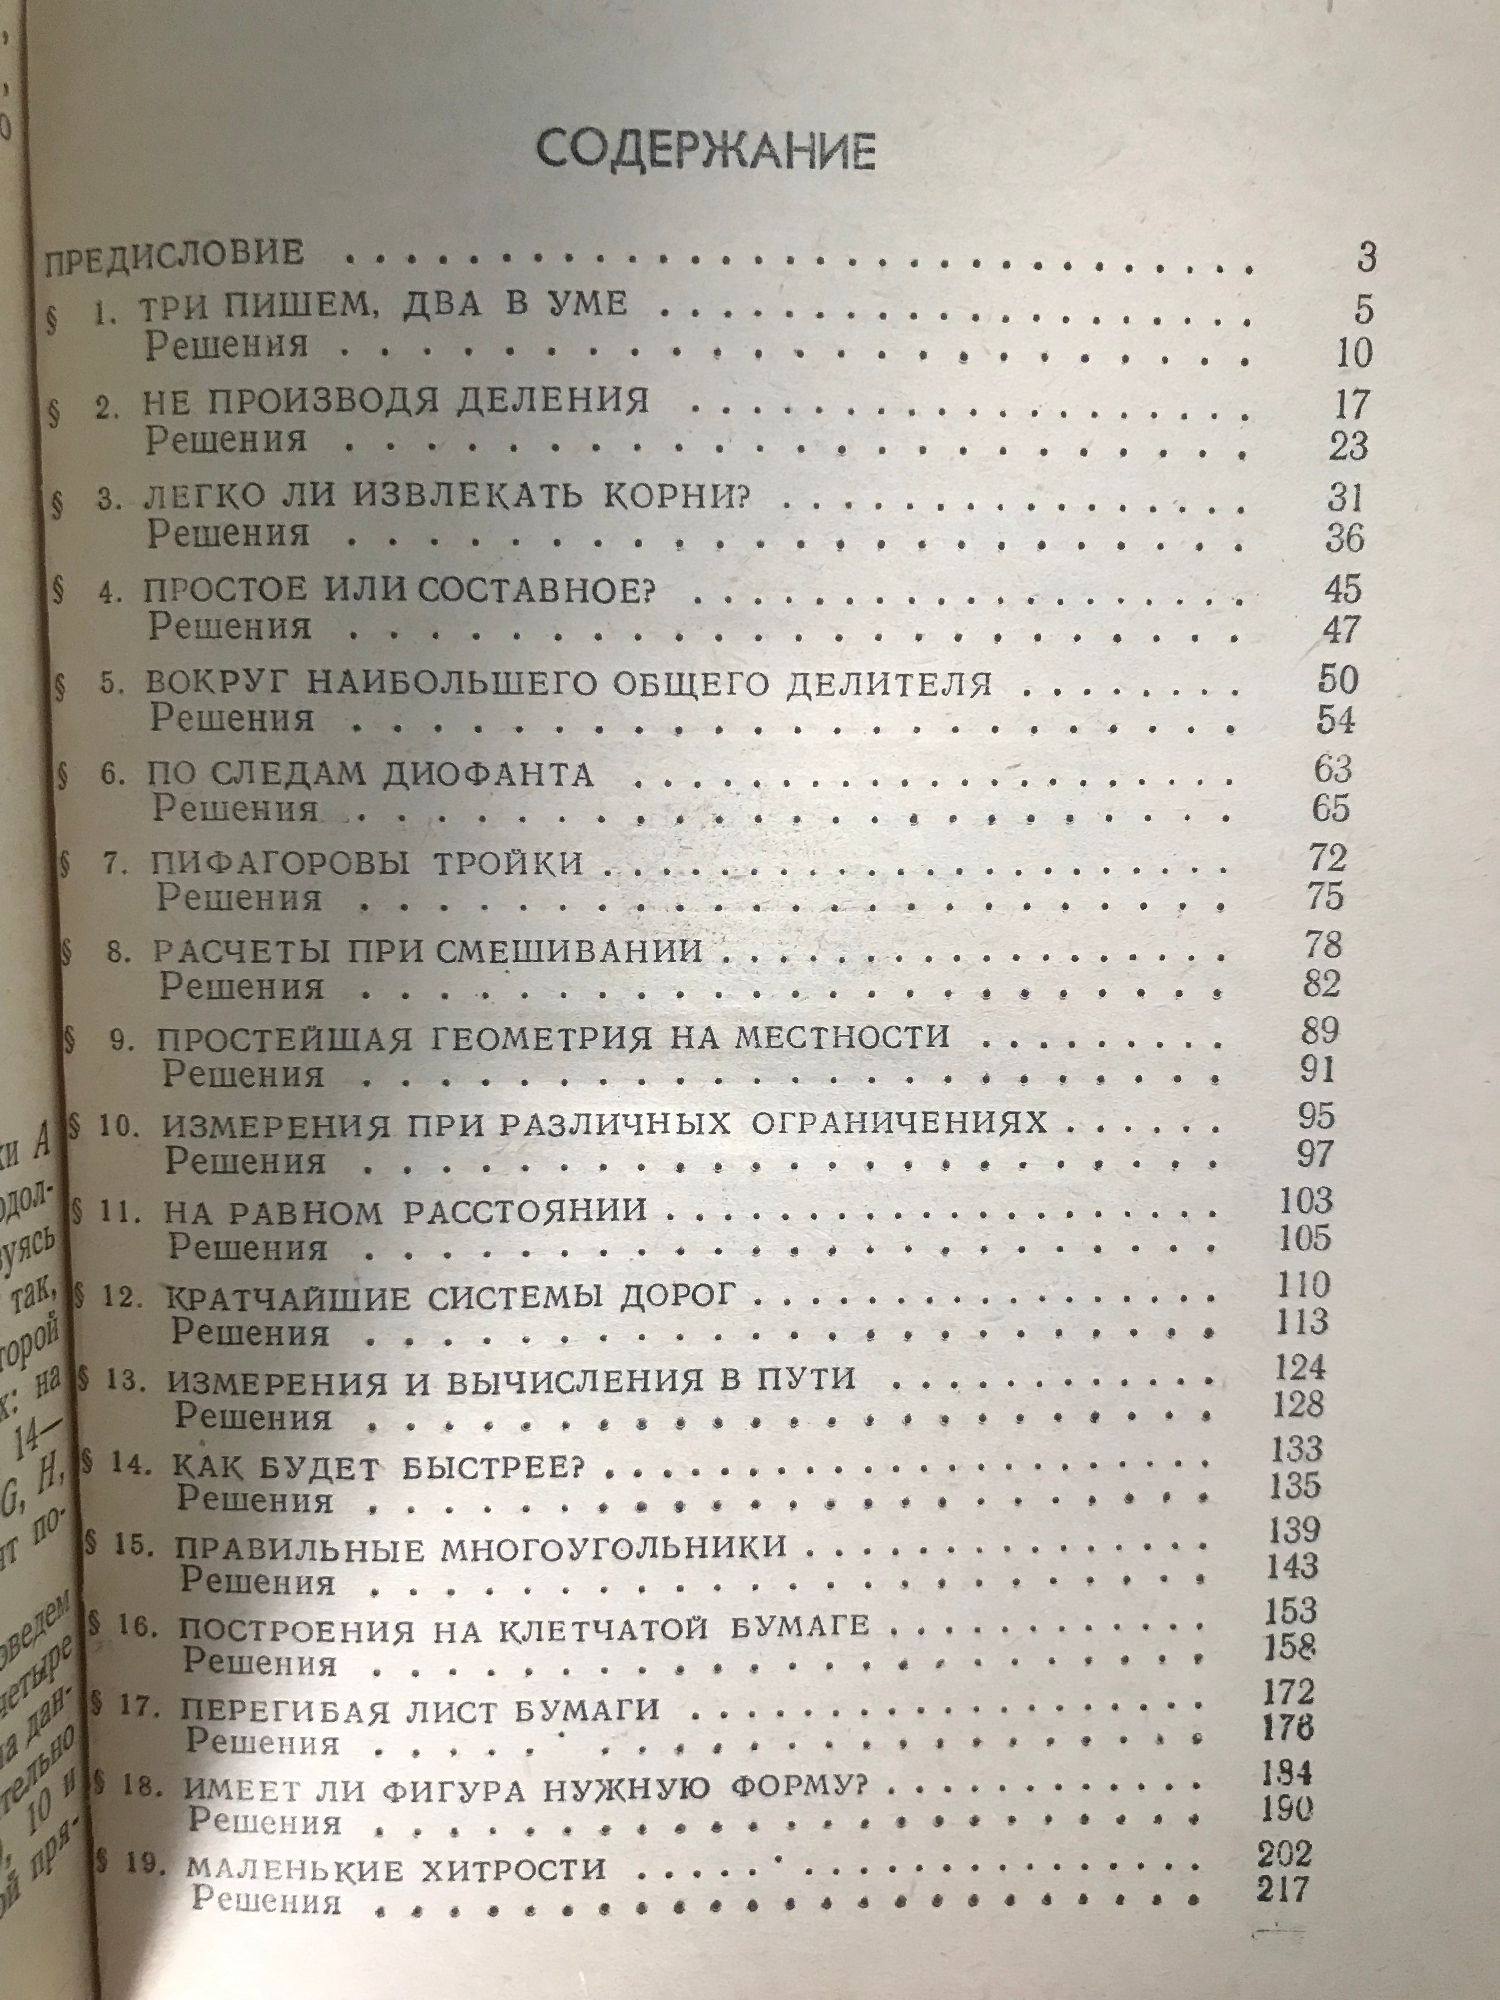 СОДЕРЖАНИЕ
ПРЕДИСЛОВИЕ . . . . . . . . . . . . . . . . . . . . . . . . . . . . . 3
§ 1. ТРИ ПИШЕМ, ДВА В УМЕ . . . . . . . . . . . . . . . . . . . . 5
Решения . . . . . . . . . . . . . . . . . . . . . . . . 10
§ 2. НЕ ПРОИЗВОДЯ ДЕЛЕНИЯ . . . . . . . . . . . . . . . . . . . 17
Решения . . . . . . . . . . . . . . . . . . . . . . . . 23
§ 3. ЛЕГКО ЛИ ИЗВЛЕКАТЬ КОРНИ? . . . . . . . . . . . . . . . . 31
Решения . . . . . . . . . . . . . . . . . . . . . . . . 36
§ 4. ПРОСТОЕ ИЛИ СОСТАВНОЕ? . . . . . . . . . . . . . . . . . . . 45
Решения . . . . . . . . . . . . . . . . . . . . . . . . 47
§ 5. ВОКРУГ НАИБОЛЬШЕГО ОБЩЕГО ДЕЛИТЕЛЯ . . . . . . . . 50
Решения . . . . . . . . . . . . . . . . . . . . . . . . 54
§ 6. ПО СЛЕДАМ ДИОФАНТА . . . . . . . . . . . . . . . . . . . . . 63
Решения . . . . . . . . . . . . . . . . . . . . . . . . 65
§ 7. ПИФАГОРОВЫ ТРОЙКИ . . . . . . . . . . . . . . . . . . . . . . 72
Решения . . . . . . . . . . . . . . . . . . . . . . . . 75
§ 8. РАСЧЕТЫ ПРИ СМЕШИВАНИИ . . . . . . . . . . . . . . . . . . 78
Решения . . . . . . . . . . . . . . . . . . . . . . . . 82
§ 9. ПРОСТЕЙШАЯ ГЕОМЕТРИЯ НА МЕСТНОСТИ . . . . . . . . . 89
Решения . . . . . . . . . . . . . . . . . . . . . . . . 91
§ 10. ИЗМЕРЕНИЯ ПРИ РАЗЛИЧНЫХ ОГРАНИЧЕНИЯХ . . . . . . 95
Решения . . . . . . . . . . . . . . . . . . . . . . . . 97
§ 11. НА РАВНОМ РАССТОЯНИИ . . . . . . . . . . . . . . . . . . . . 103
Решения . . . . . . . . . . . . . . . . . . . . . . . . 105
§ 12. КРАТЧАЙШИЕ СИСТЕМЫ ДОРОГ . . . . . . . . . . . . . . . . . 110
Решения . . . . . . . . . . . . . . . . . . . . . . . . 113
§ 13. ИЗМЕРЕНИЯ И ВЫЧИСЛЕНИЯ В ПУТИ . . . . . . . . . . . . 124
Решения . . . . . . . . . . . . . . . . . . . . . . . . 128
§ 14. КАК БУДЕТ БЫСТРЕЕ? . . . . . . . . . . . . . . . . . . . . . . 133
Решения . . . . . . . . . . . . . . . . . . . . . . . . 135
§ 15. ПРАВИЛЬНЫЕ МНОГОУГОЛЬНИКИ . . . . . . . . . . . . . . . 139
Решения . . . . . . . . . . . . . . . . . . . . . . . . 143
§ 16. ПОСТРОЕНИЯ НА КЛЕТЧАТОЙ БУМАГЕ . . . . . . . . . . . . 153
Решения . . . . . . . . . . . . . . . . . . . . . . . . 158
§ 17. ПЕРЕГИБАЯ ЛИСТ БУМАГИ . . . . . . . . . . . . . . . . . . . 172
Решения . . . . . . . . . . . . . . . . . . . . . . . . 176
§ 18. ИМЕЕТ ЛИ ФИГУРА НУЖНУЮ ФОРМУ? . . . . . . . . . . . . 184
Решения . . . . . . . . . . . . . . . . . . . . . . . . 190
§ 19. МАЛЕНЬКИЕ ХИТРОСТИ . . . . . . . . . . . . . . . . . . . . . 202
Решения . . . . . . . . . . . . . . . . . . . . . . . . 217